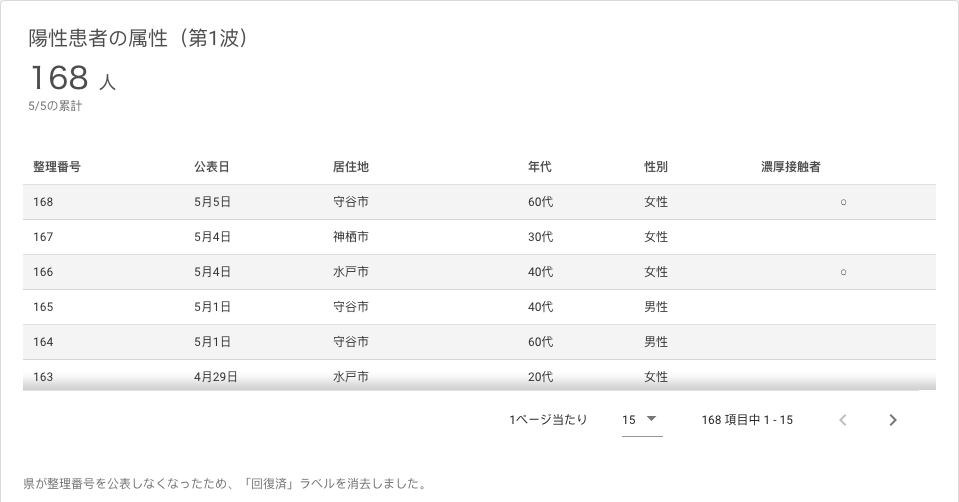 陽性患者の属性（第1波）
168 人
5/5の累計
整理番号 公表日 居住地 年代 性別 濃厚接触者
168 5月5日 守谷市 60代 女性 ○
167 5月4日 神栖市 30代 女性
166 5月4日 水戸市 40代 女性 ○
165 5月1日 守谷市 40代 男性
164 5月1日 守谷市 60代 男性
163 4月29日 水戸市 20代 女性
1ページ当たり 15 168 項目中 1 - 15
県が整理番号を公表しなくなったため、「回復済」ラベルを消去しました。